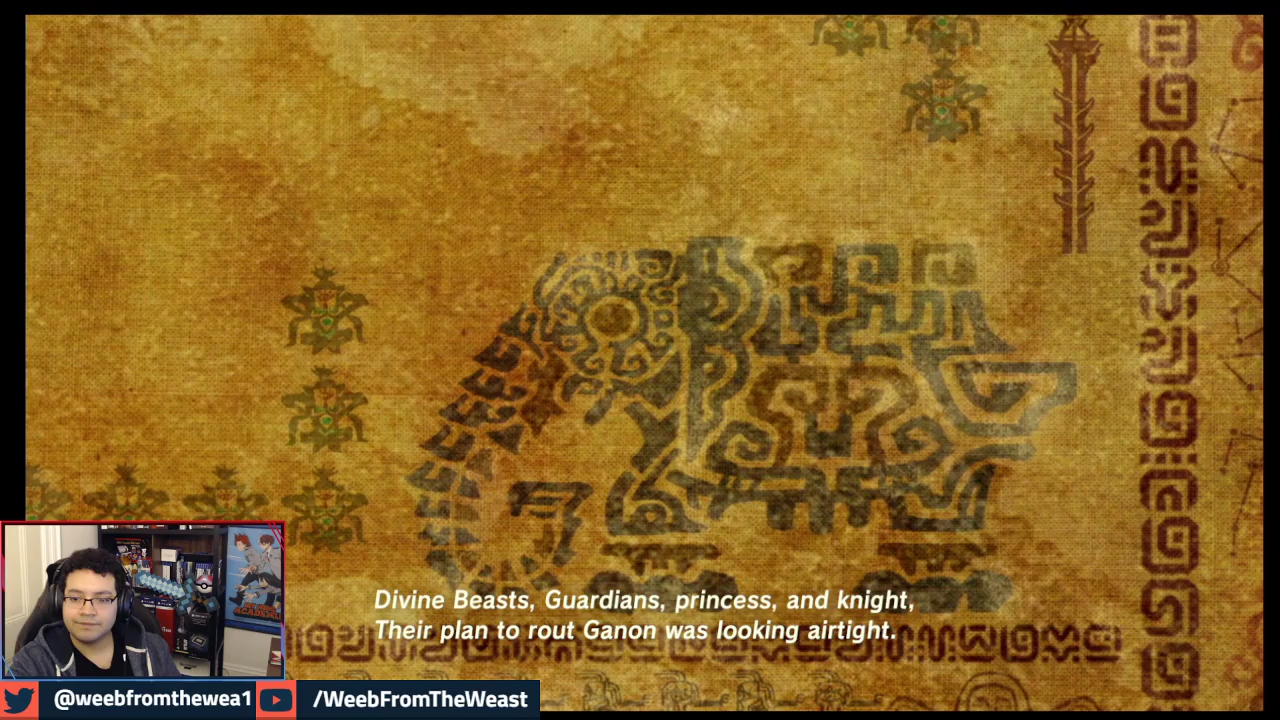 Divine Beasts, Guardians, princess, and knight,
Their plan to rout Ganon was looking airtight.
@weebfromthewea1
/WeebFromTheWeast